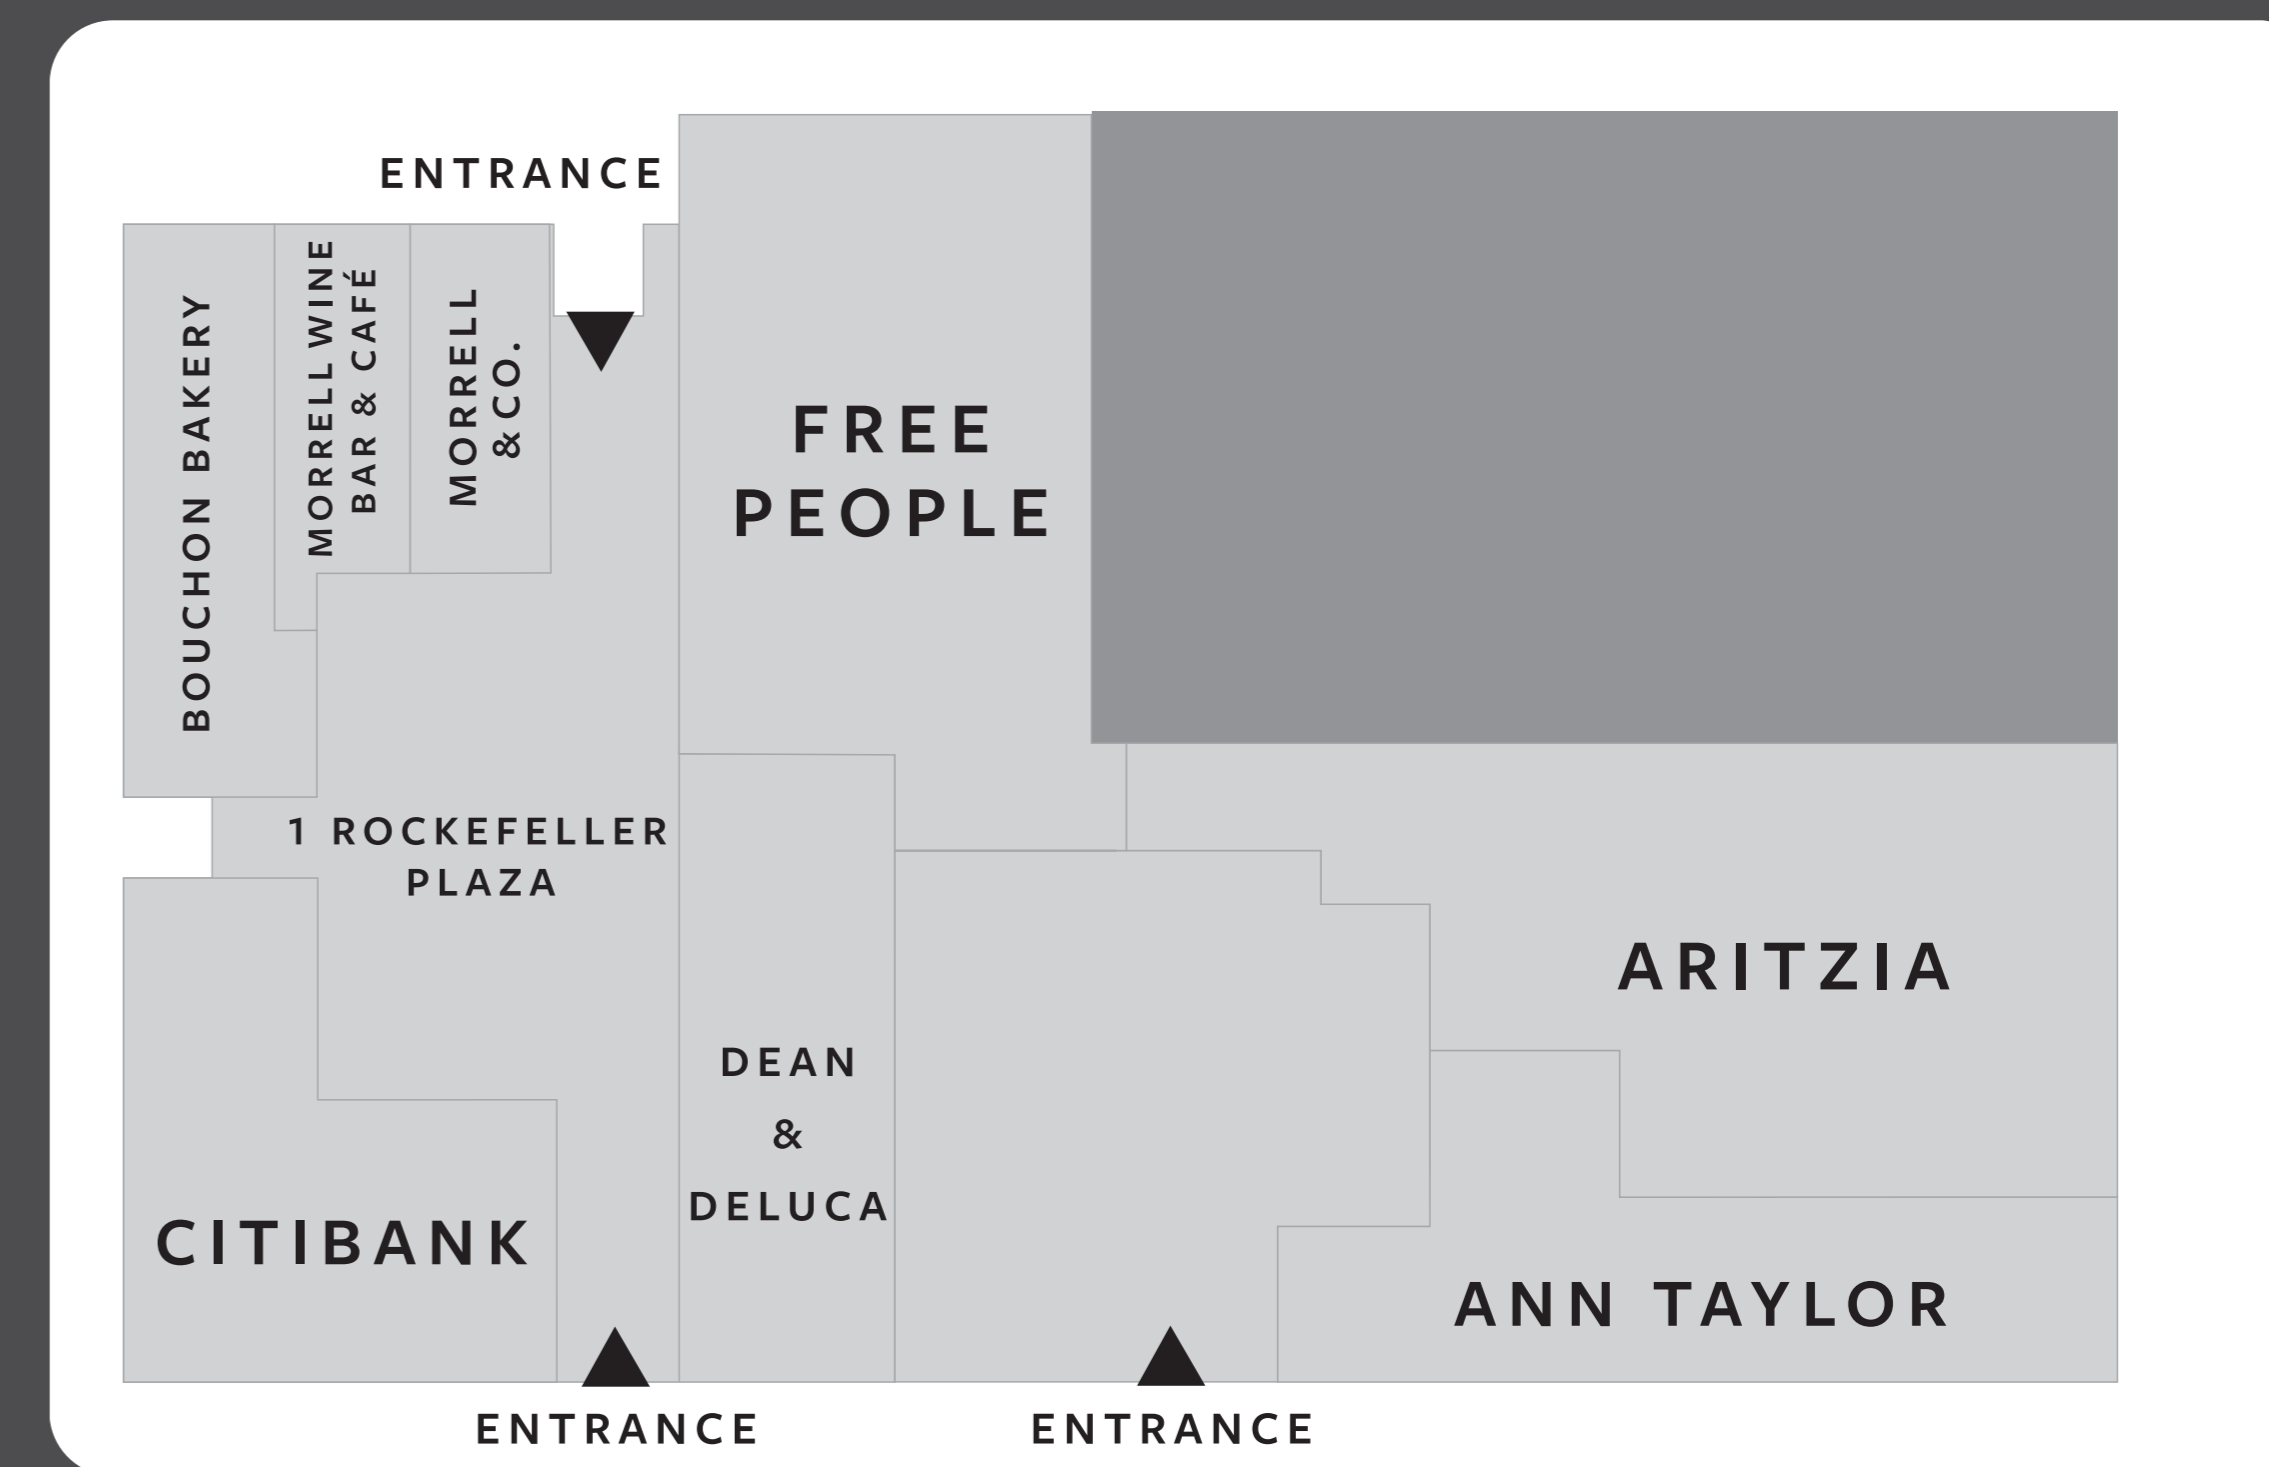 ENTRANCE
BOUCHON BAKERY
MORRELL WINE
BAR & CAFÉ
MORRELL
& CO.
FREE
PEOPLE
1 ROCKEFELLER
PLAZA
ARITZIA
DEAN
&
DELUCA
CITIBANK
ANN TAYLOR
ENTRANCE
ENTRANCE